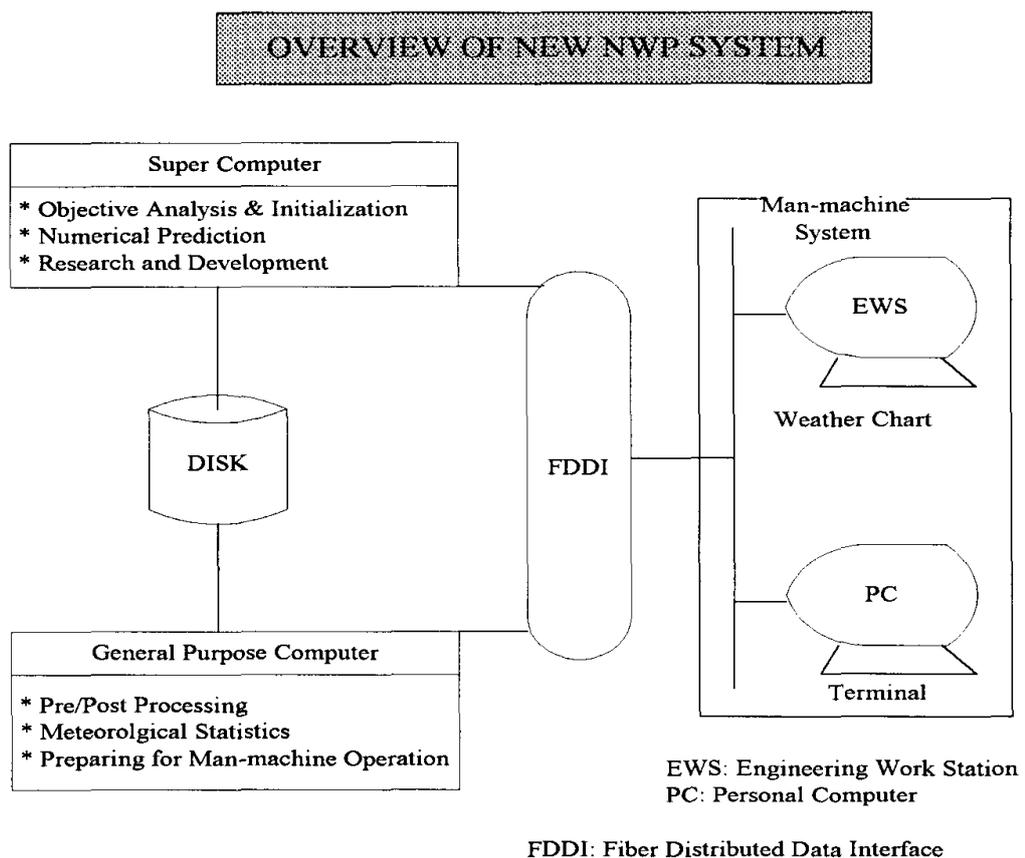 OVERVIEW OF NEW NWP SYSTEM
Super Computer
* Objective Analysis & Initialization
* Numerical Prediction
* Research and Development
DISK
General Purpose Computer
* Pre/Post Processing
* Meteorolgical Statistics
* Preparing for Man-machine Operation
FDDI
Man-machine
System
EWS
Weather Chart
PC
Terminal
EWS: Engineering Work Station
PC: Personal Computer
FDDI: Fiber Distributed Data Interface